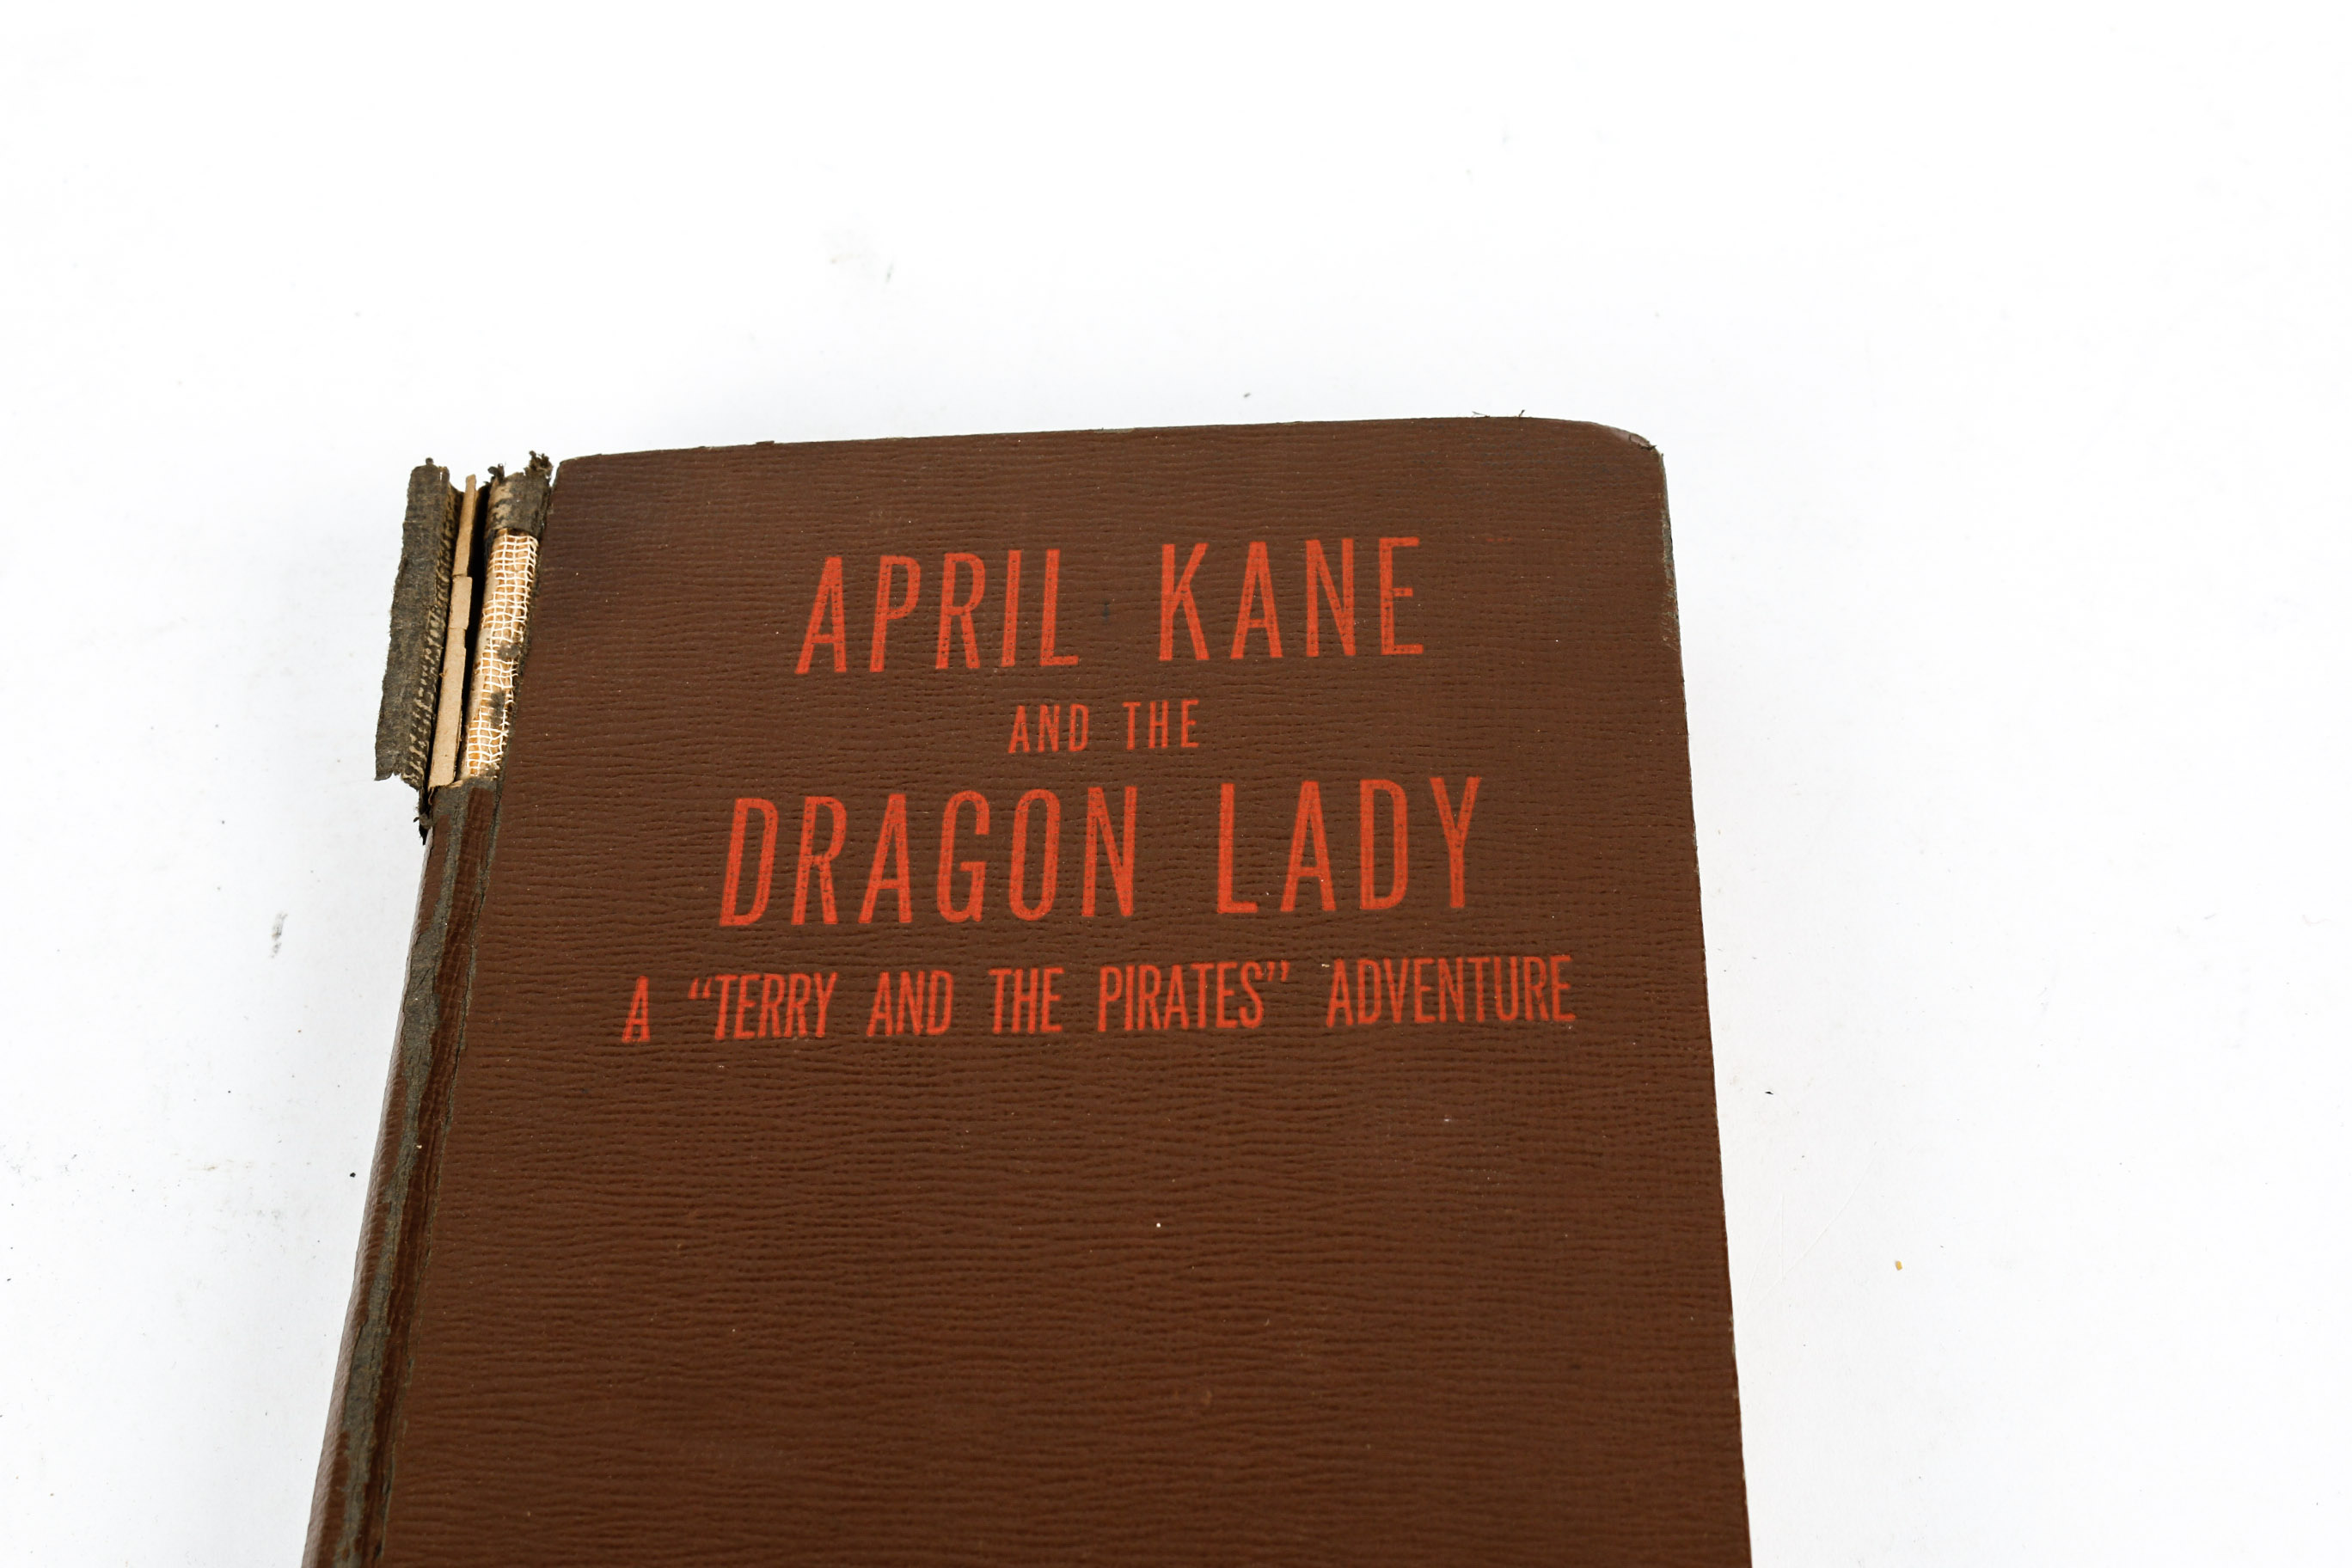 APRIL KANE
AND THE
DRAGON LADY
A “TERRY AND THE PIRATES” ADVENTURE